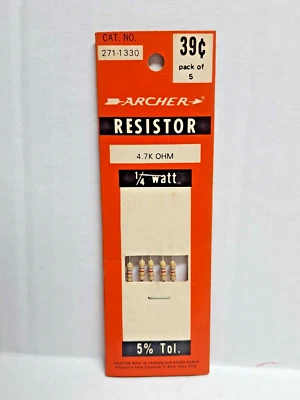 CAT. NO.
271-1330
39¢
pack of
5
ARCHER
RESISTOR
4.7K OHM
1/4 watt
5% Tol.